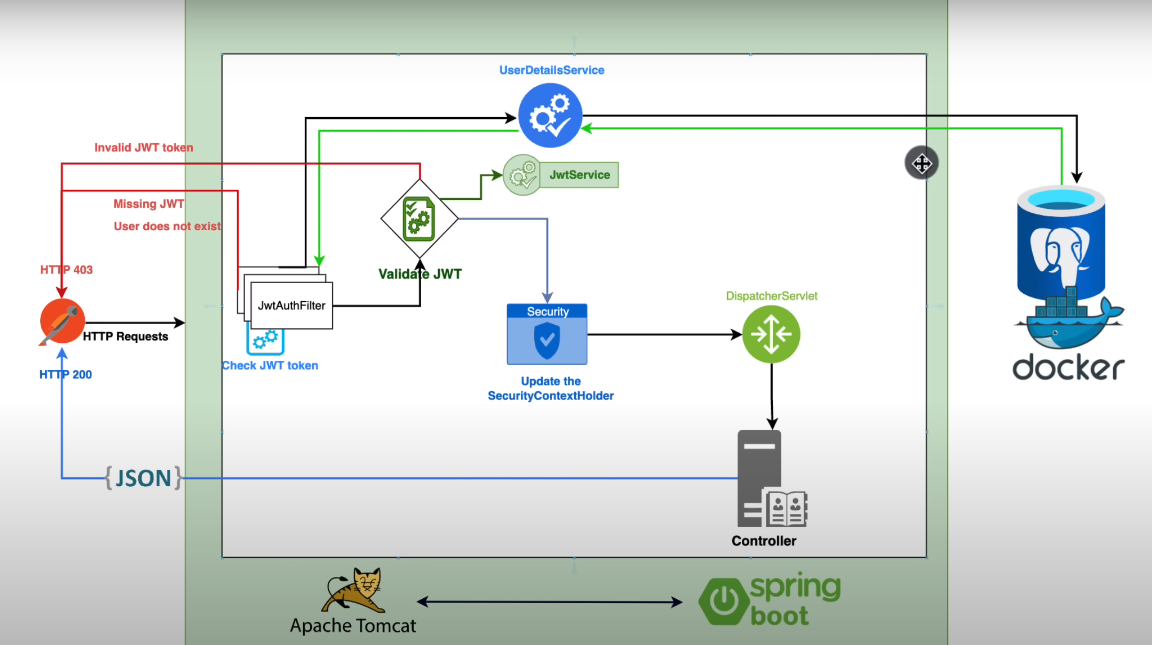 UserDetailsService
Invalid JWT token
JwtService
Missing JWT
User does not exist
HTTP 403
Validate JWT
JwtAuthFilter
DispatcherServlet
Security
HTTP Requests
Check JWT token
HTTP 200
Update the
SecurityContextHolder
docker
{JSON}
Controller
Apache Tomcat
spring
boot